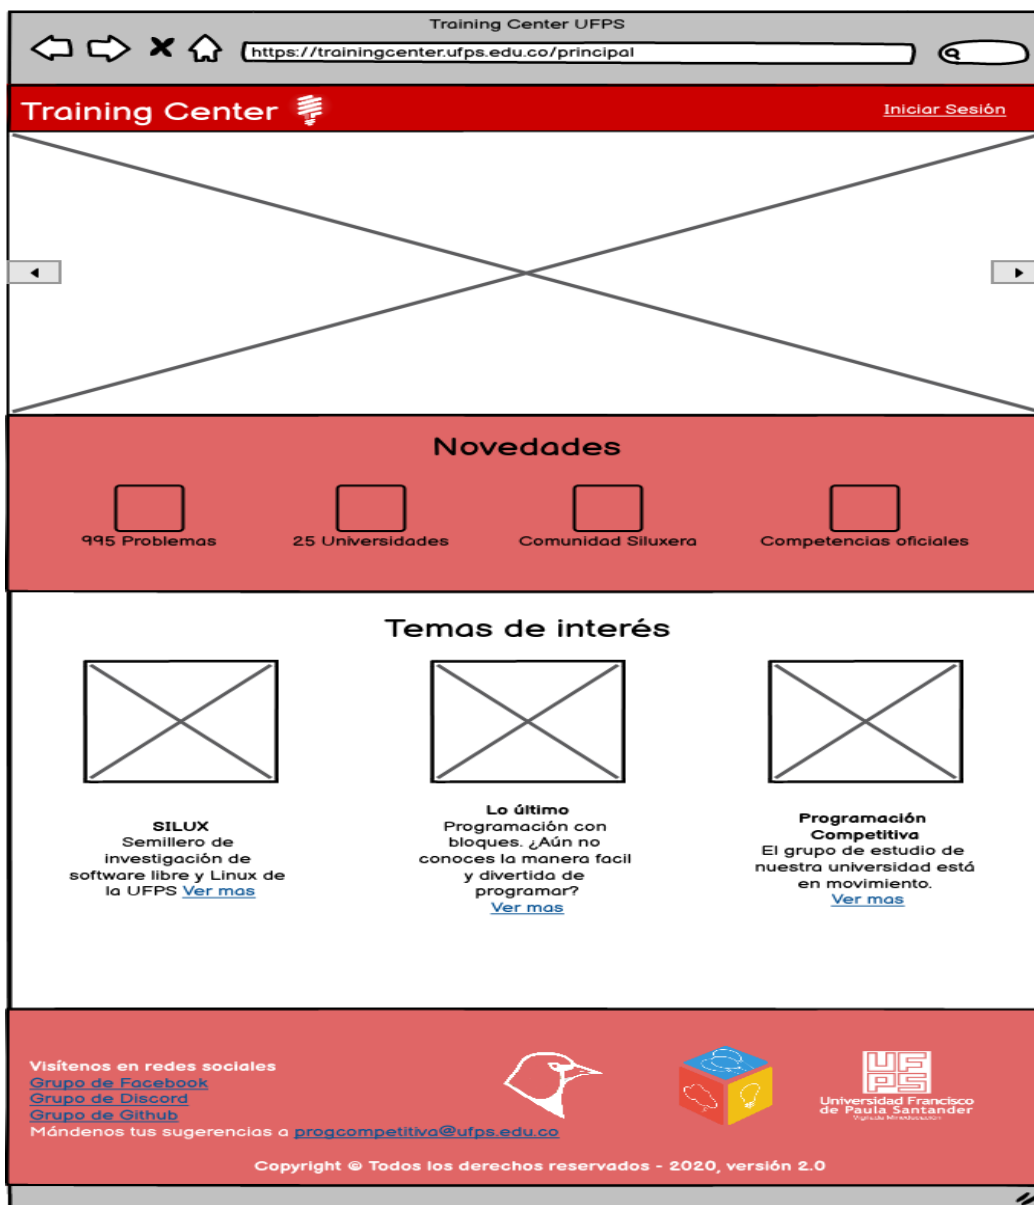 Training Center UFPS
https://trainingcenter.ufps.edu.co/principal
Training Center
Iniciar Sesión
Novedades
995 Problemas
25 Universidades
Comunidad Siluxera
Competencias oficiales
Temas de interés
SILUX
Semillero de
investigación de
software libre y Linux de
la UFPS Ver mas
Lo último
Programación con
bloques. ¿Aún no
conoces la manera facil
y divertida de
programar?
Ver mas
Programación
Competitiva
El grupo de estudio de
nuestra universidad está
en movimiento.
Ver mas
Visítenos en redes sociales
Grupo de Facebook
Grupo de Discord
Grupo de Github
Mándenos tus sugerencias a progcompetitiva@ufps.edu.co
UFPS
Universidad Francisco
de Paula Santander
Vigilada Mineducación
Copyright © Todos los derechos reservados - 2020, versión 2.0